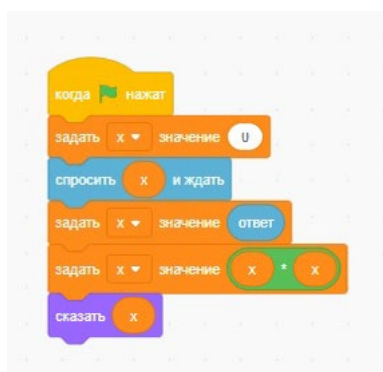 когда нажат
задать x значение 0
спросить x и ждать
задать x значение ответ
задать x значение x * x
сказать x